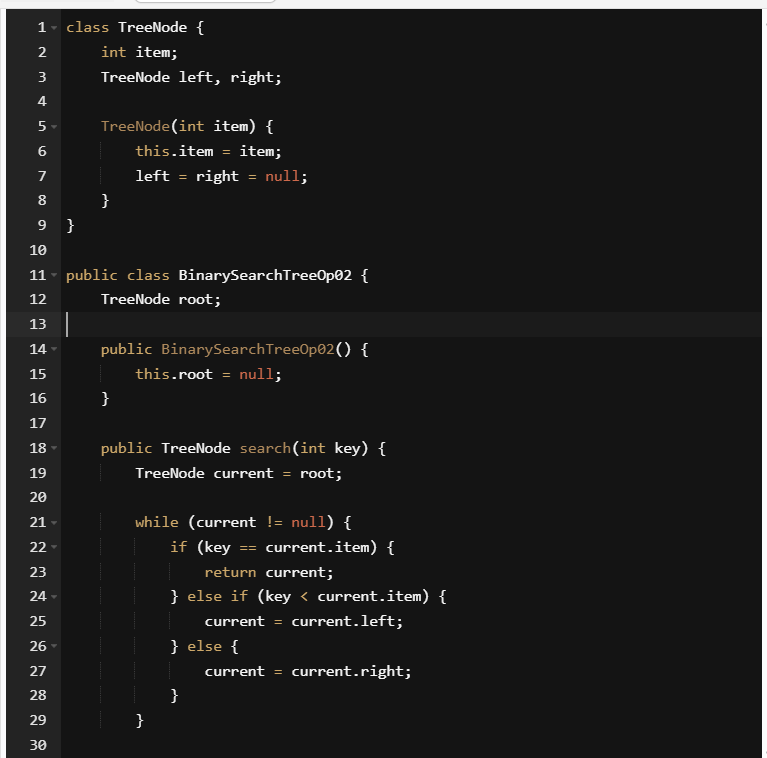 1 class TreeNode {
2     int item;
3     TreeNode left, right;
4
5     TreeNode(int item) {
6         this.item = item;
7         left = right = null;
8     }
9 }
10
11 public class BinarySearchTreeOp02 {
12     TreeNode root;
13
14     public BinarySearchTreeOp02() {
15         this.root = null;
16     }
17
18     public TreeNode search(int key) {
19         TreeNode current = root;
20
21         while (current != null) {
22             if (key == current.item) {
23                 return current;
24             } else if (key < current.item) {
25                 current = current.left;
26             } else {
27                 current = current.right;
28             }
29         }
30